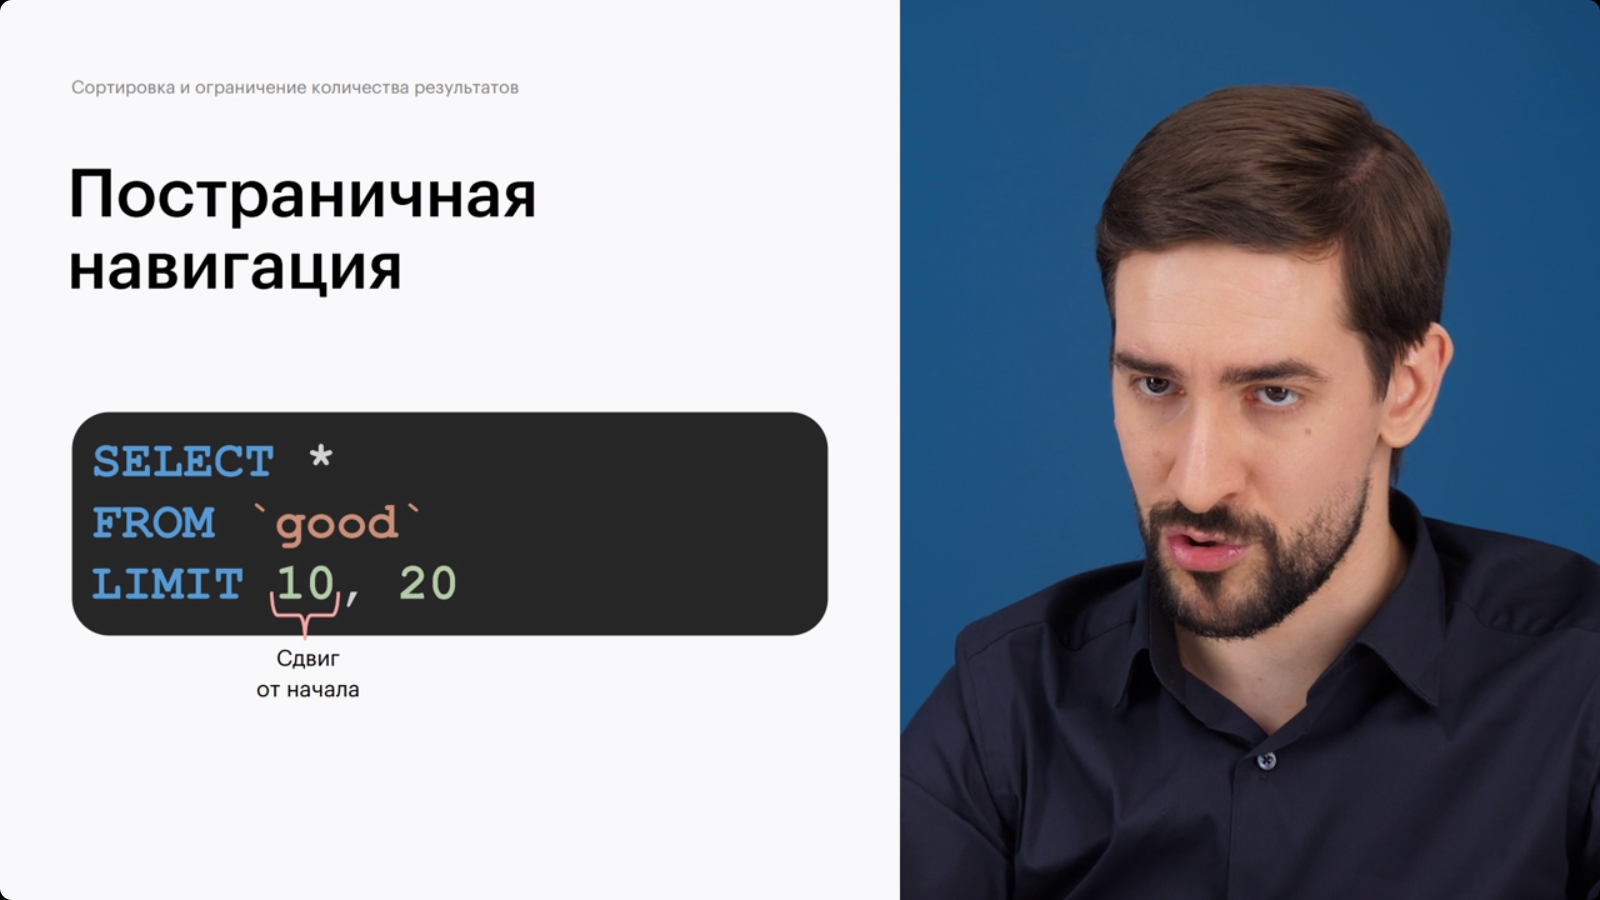 Сортировка и ограничение количества результатов
Постраничная
навигация
SELECT *
FROM `good`
LIMIT 10, 20
Сдвиг
от начала